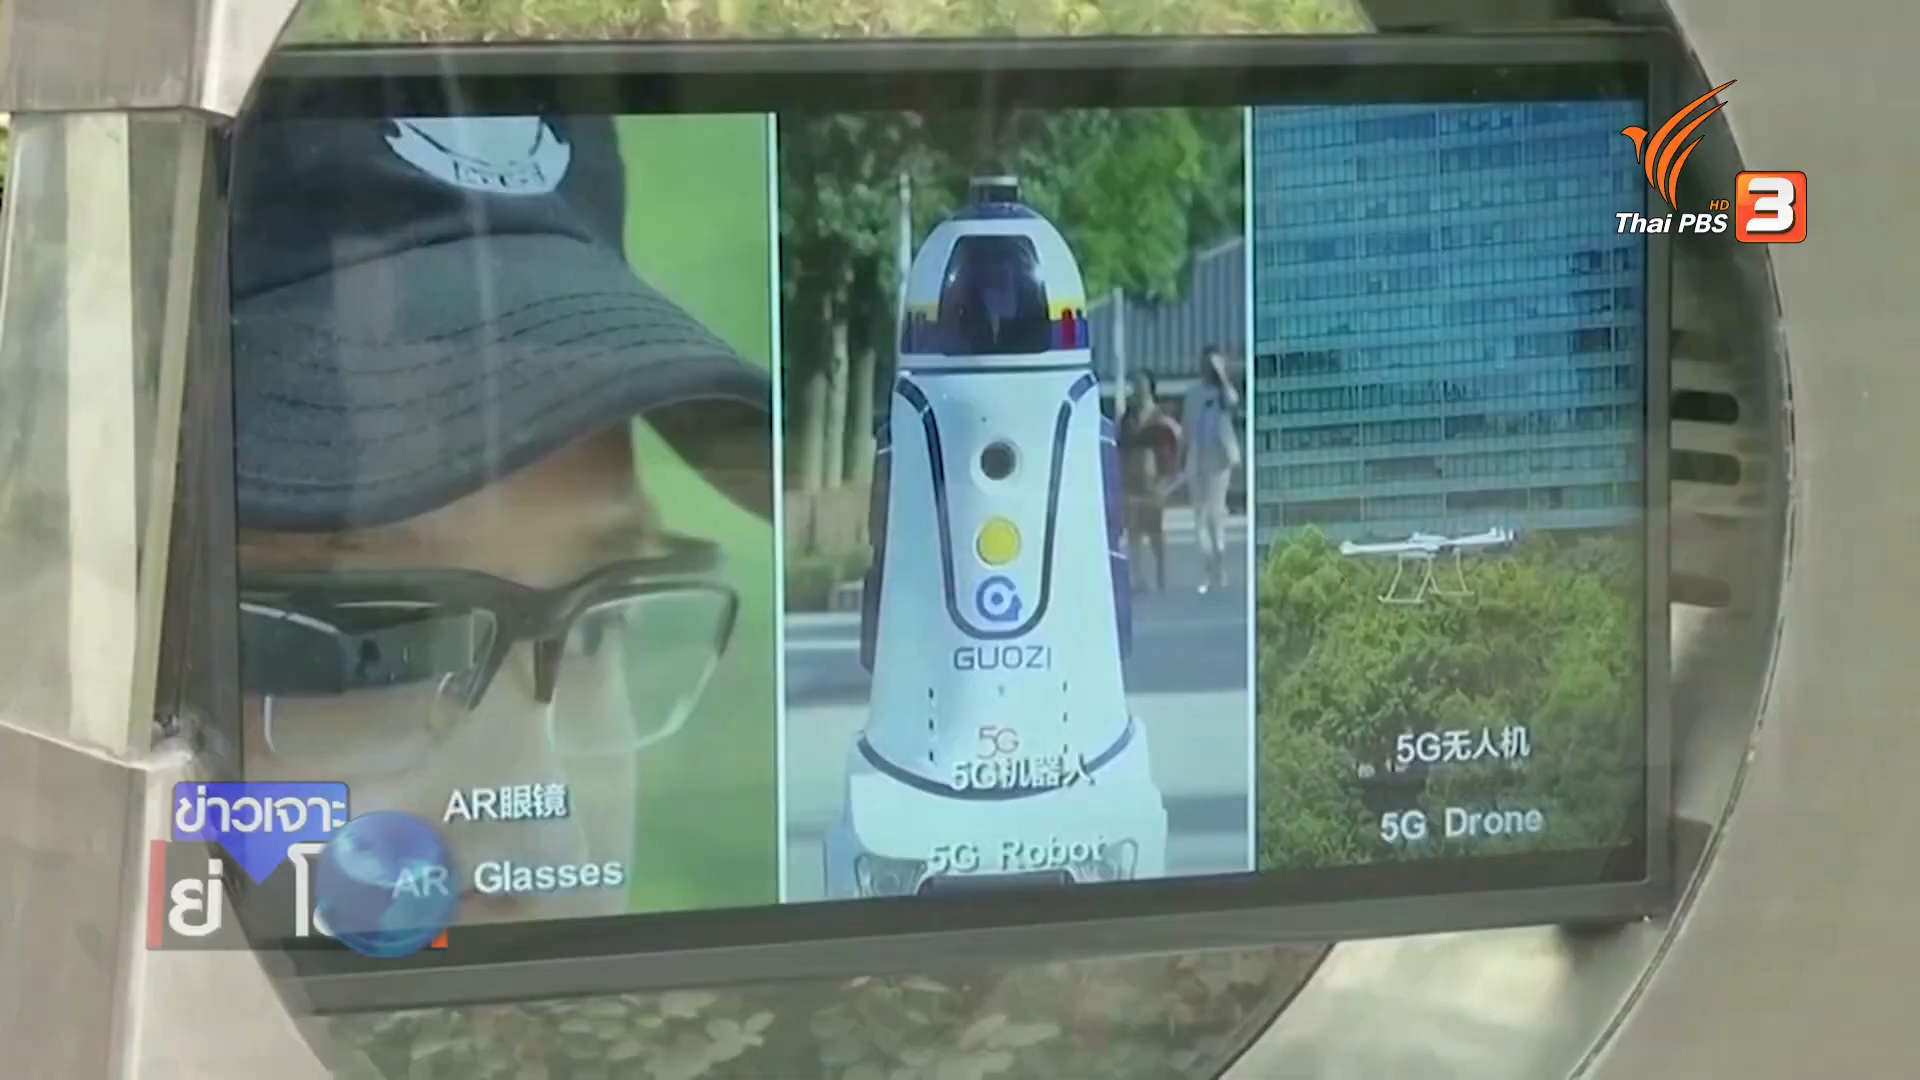 HD
Thai PBS 3
GUOZI
5G
5G机器人
5G Robot
AR眼镜
AR Glasses
5G无人机
5G Drone
ข่าวเจาะ
ย่